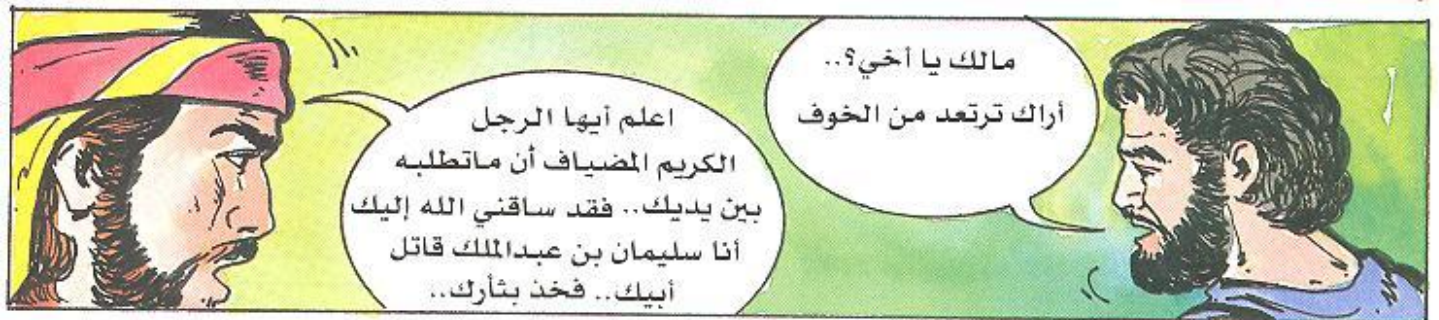 مالك يا أخي؟..
أراك ترتعد من الخوف
اعلم أيها الرجل
الكريم المضياف أن ماتطلبه
بين يديك.. فقد ساقني الله إليك
أنا سليمان بن عبدالملك قاتل
أبيك.. فخذ بثأرك..